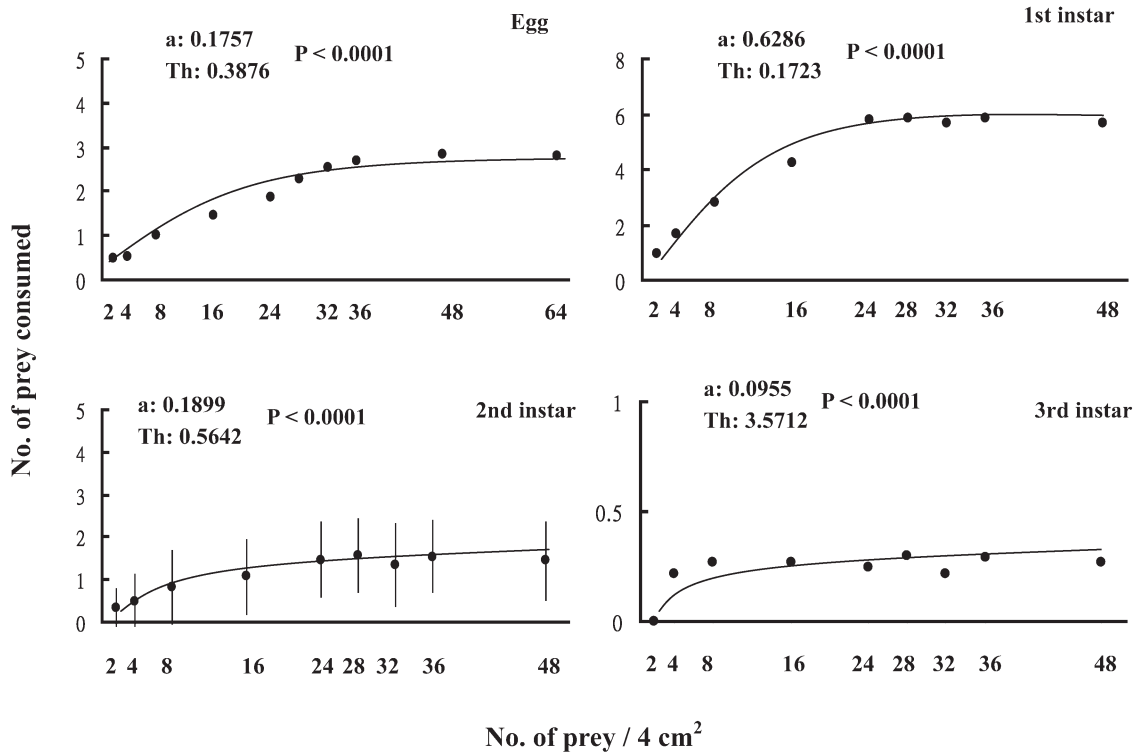 Egg
a: 0.1757
Th: 0.3876
P < 0.0001
5
4
3
2
1
0
2 4 8 16 24 32 36 48 64
1st instar
a: 0.6286
Th: 0.1723
P < 0.0001
8
6
4
2
0
2 4 8 16 24 28 32 36 48
No. of prey consumed
2nd instar
a: 0.1899
Th: 0.5642
P < 0.0001
5
4
3
2
1
0
2 4 8 16 24 28 32 36 48
3rd instar
a: 0.0955
Th: 3.5712
P < 0.0001
1
0.5
0
2 4 8 16 24 28 32 36 48
No. of prey / 4 cm²